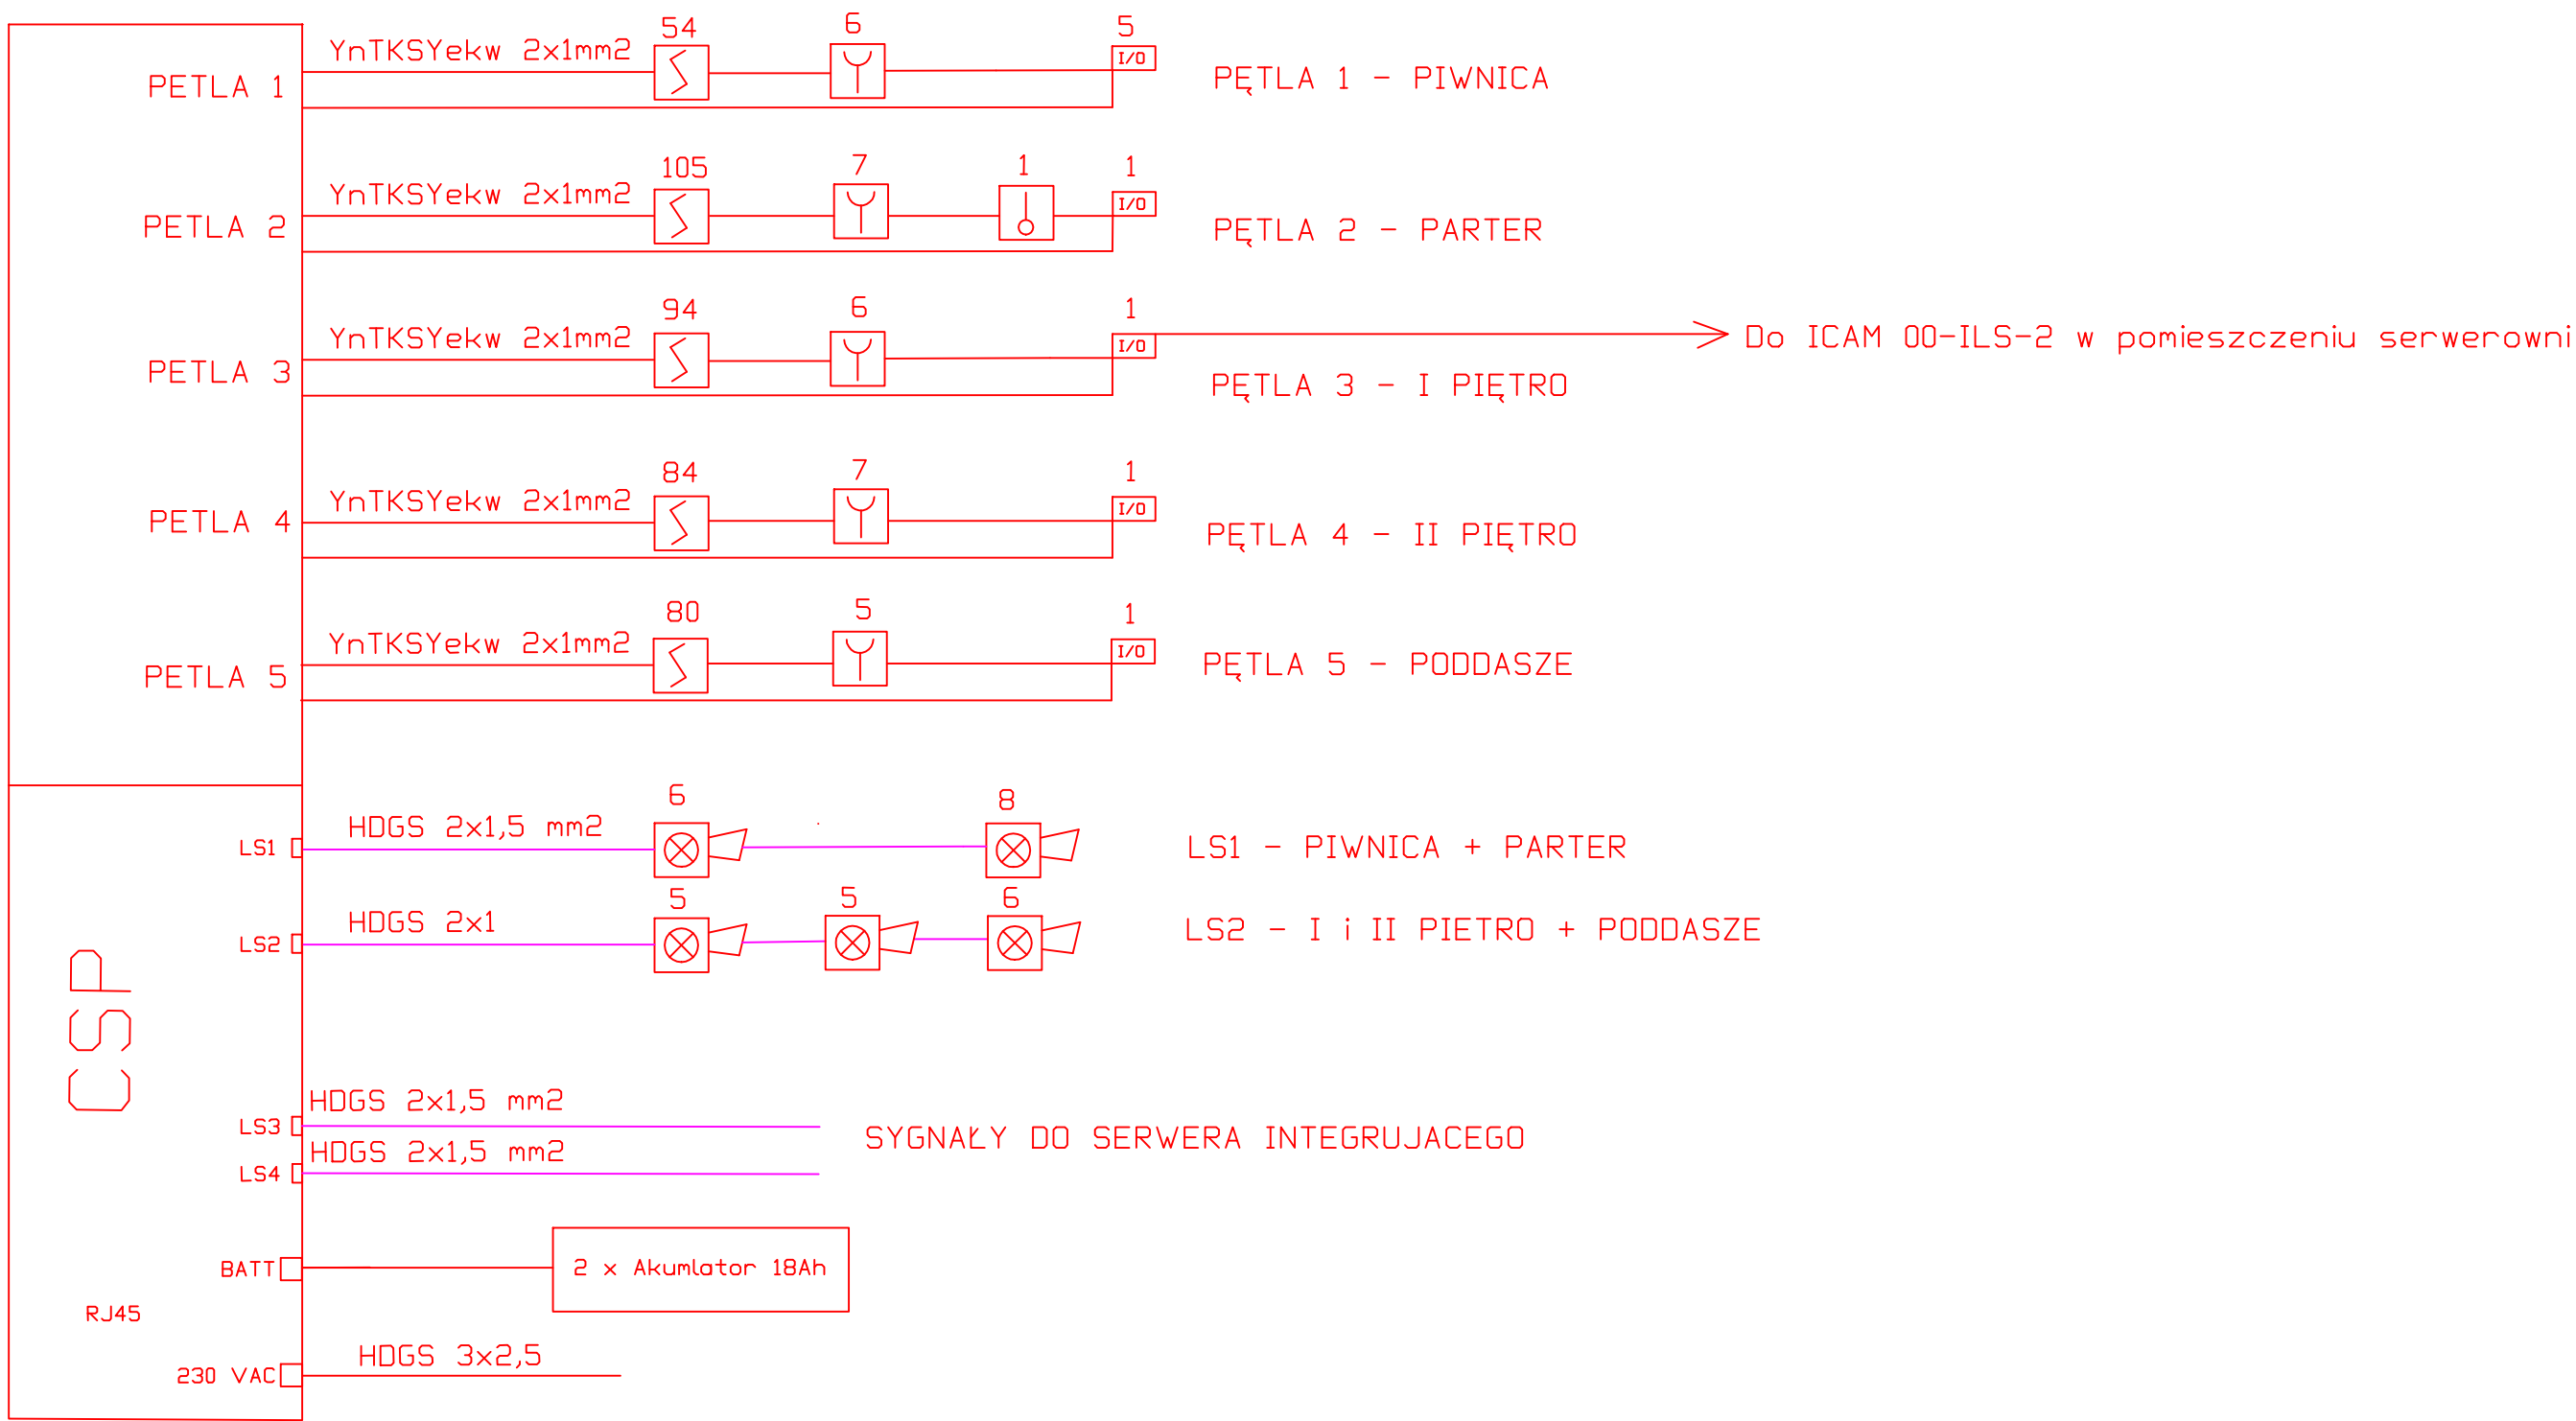 54 6 5
YnTKSYekw 2x1mm2
PETLA 1
I/O
PĘTLA 1 - PIWNICA
105 7 1 1
YnTKSYekw 2x1mm2
PETLA 2
I/O
PĘTLA 2 - PARTER
94 6 1
YnTKSYekw 2x1mm2
PETLA 3
I/O
Do ICAM 00-ILS-2 w pomieszczeniu serwerowni
PĘTLA 3 - I PIĘTRO
84 7 1
YnTKSYekw 2x1mm2
PETLA 4
I/O
PĘTLA 4 - II PIĘTRO
80 5 1
YnTKSYekw 2x1mm2
PETLA 5
I/O
PĘTLA 5 - PODDASZE
6 8
HDGS 2x1,5 mm2
LS1
LS1 - PIWNICA + PARTER
5 5 6
HDGS 2x1
LS2
LS2 - I i II PIETRO + PODDASZE
CSP
HDGS 2x1,5 mm2
LS3
HDGS 2x1,5 mm2
LS4
SYGNAŁY DO SERWERA INTEGRUJACEGO
BATT
2 x Akumlator 18Ah
RJ45
HDGS 3x2,5
230 VAC